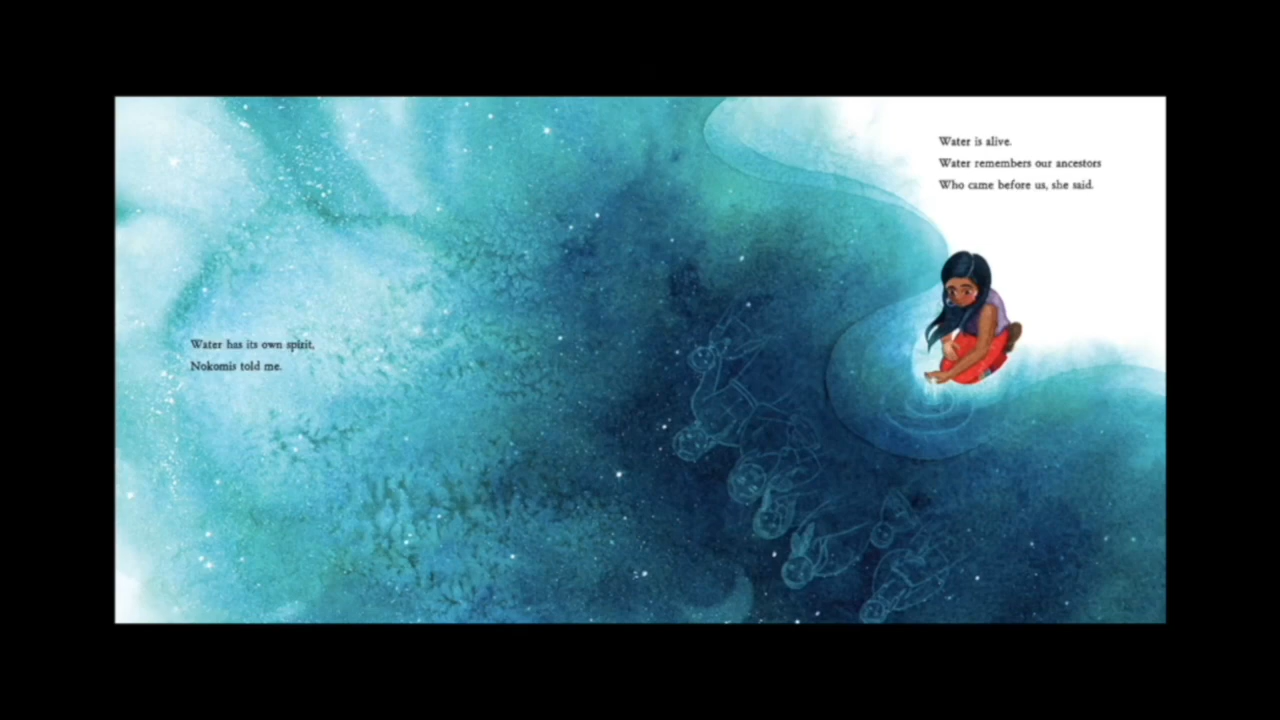 Water has its own spirit,
Nokomis told me.
Water is alive.
Water remembers our ancestors
Who came before us, she said.